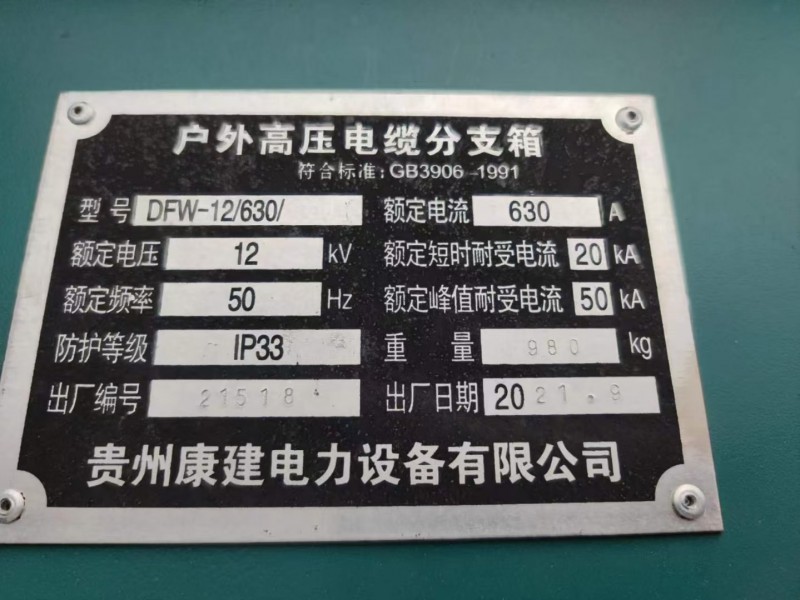 户外高压电缆分支箱
符合标准:GB3906-1991
型号 DFW-12/630/ 额定电流 630 A
额定电压 12 kV 额定短时耐受电流 20 kA
额定频率 50 Hz 额定峰值耐受电流 50 kA
防护等级 IP33 重量 980 kg
出厂编号 21518 出厂日期 2021.9
贵州康建电力设备有限公司